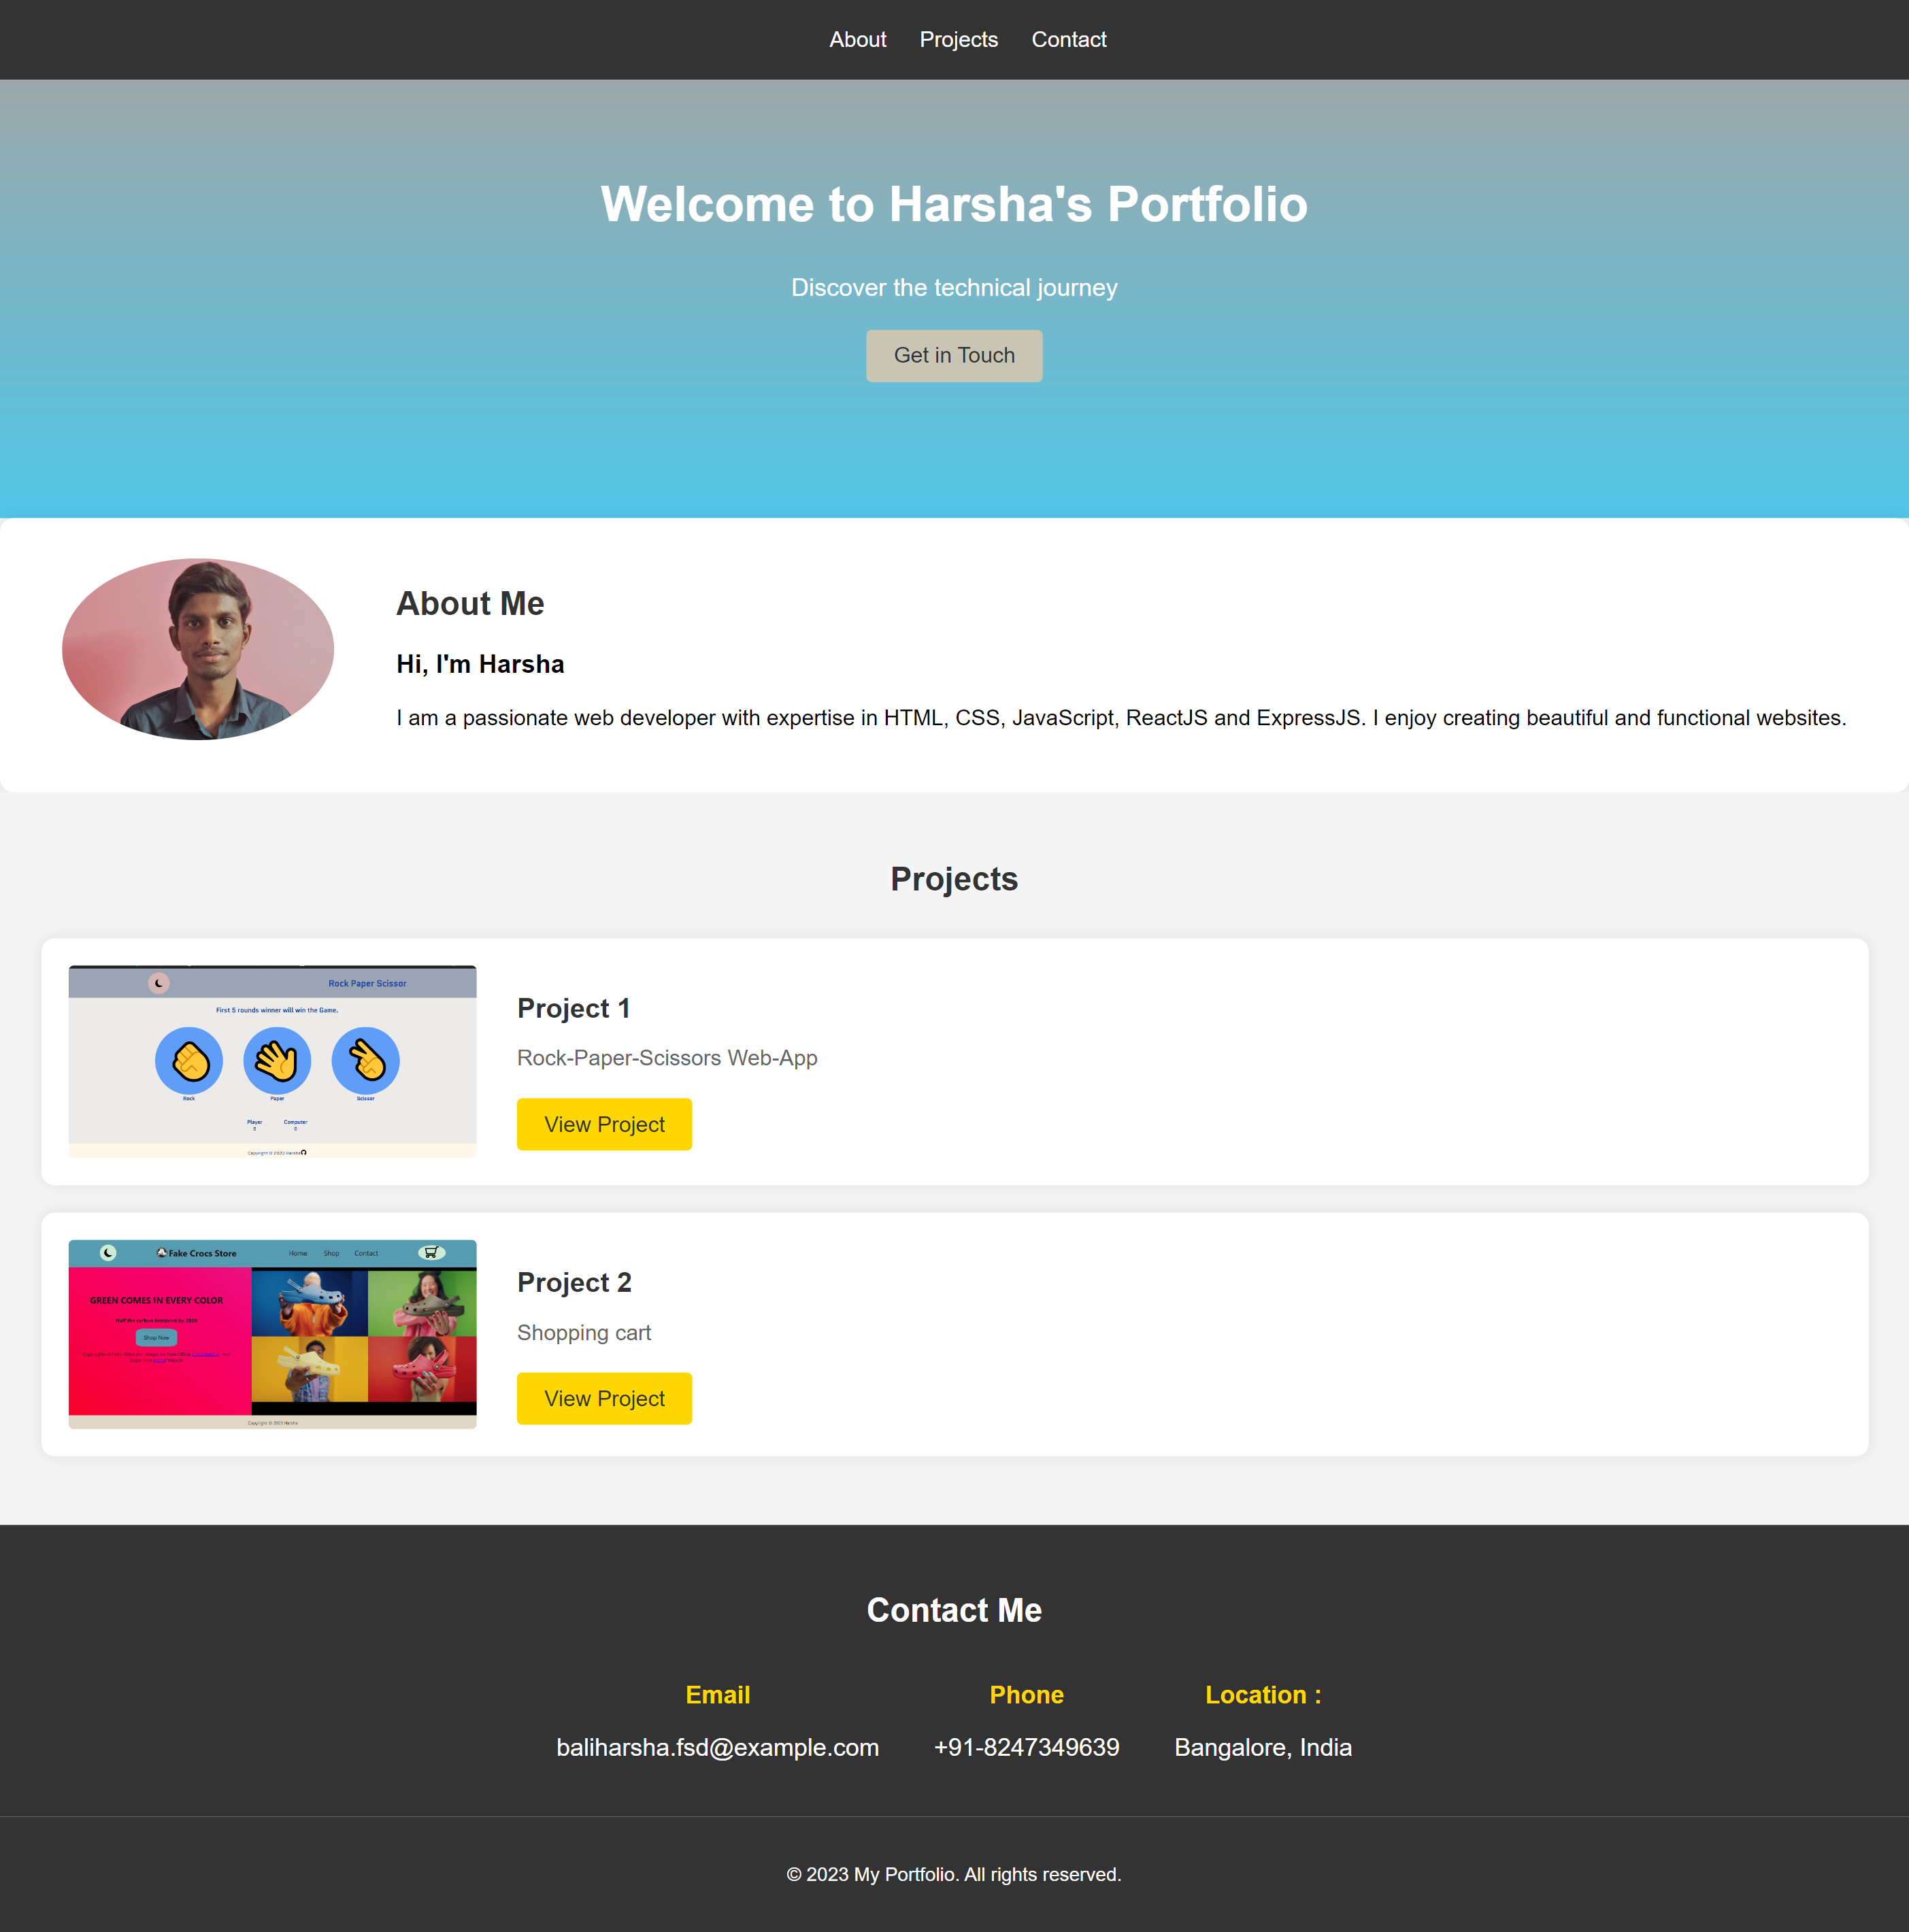 About Projects Contact
Welcome to Harsha's Portfolio
Discover the technical journey
Get in Touch
About Me
Hi, I'm Harsha
I am a passionate web developer with expertise in HTML, CSS, JavaScript, ReactJS and ExpressJS. I enjoy creating beautiful and functional websites.
Projects
Rock Paper Scissor
First 5 rounds winner will win the Game.
Rock Paper Scissor
Player Computer
0 0
Copyright © 2023 Harsha
Project 1
Rock-Paper-Scissors Web-App
View Project
Fake Crocs Store Home Shop Contact
GREEN COMES IN EVERY COLOR
Half the carbon footprint by 2030
Shop Now
Copyright © 2023 Harsha
Project 2
Shopping cart
View Project
Contact Me
Email Phone Location :
baliharsha.fsd@example.com +91-8247349639 Bangalore, India
© 2023 My Portfolio. All rights reserved.